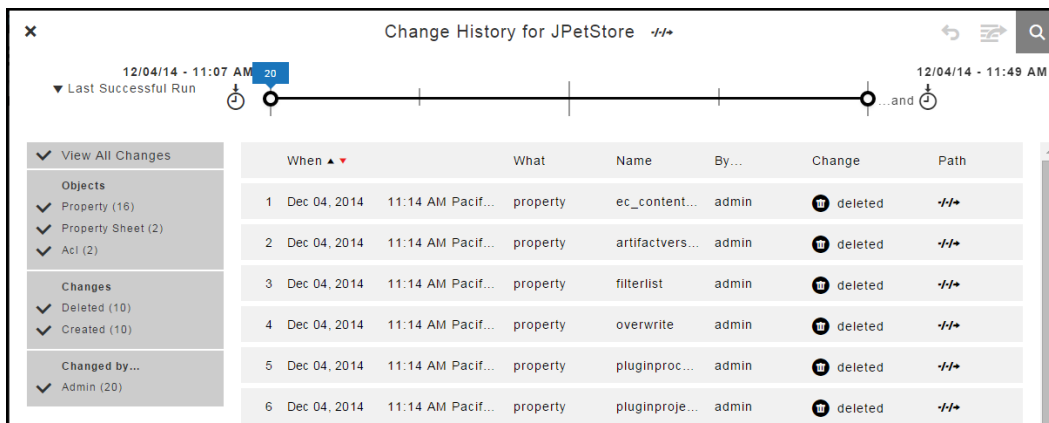 Change History for JPetStore
12/04/14 - 11:07 AM
20
12/04/14 - 11:49 AM
Last Successful Run
...and
View All Changes
Objects
Property (16)
Property Sheet (2)
Acl (2)
Changes
Deleted (10)
Created (10)
Changed by...
Admin (20)
When What Name By... Change Path
1 Dec 04, 2014 11:14 AM Pacif... property ec_content... admin deleted
2 Dec 04, 2014 11:14 AM Pacif... property artifactvers... admin deleted
3 Dec 04, 2014 11:14 AM Pacif... property filterlist admin deleted
4 Dec 04, 2014 11:14 AM Pacif... property overwrite admin deleted
5 Dec 04, 2014 11:14 AM Pacif... property pluginproc... admin deleted
6 Dec 04, 2014 11:14 AM Pacif... property pluginproje... admin deleted